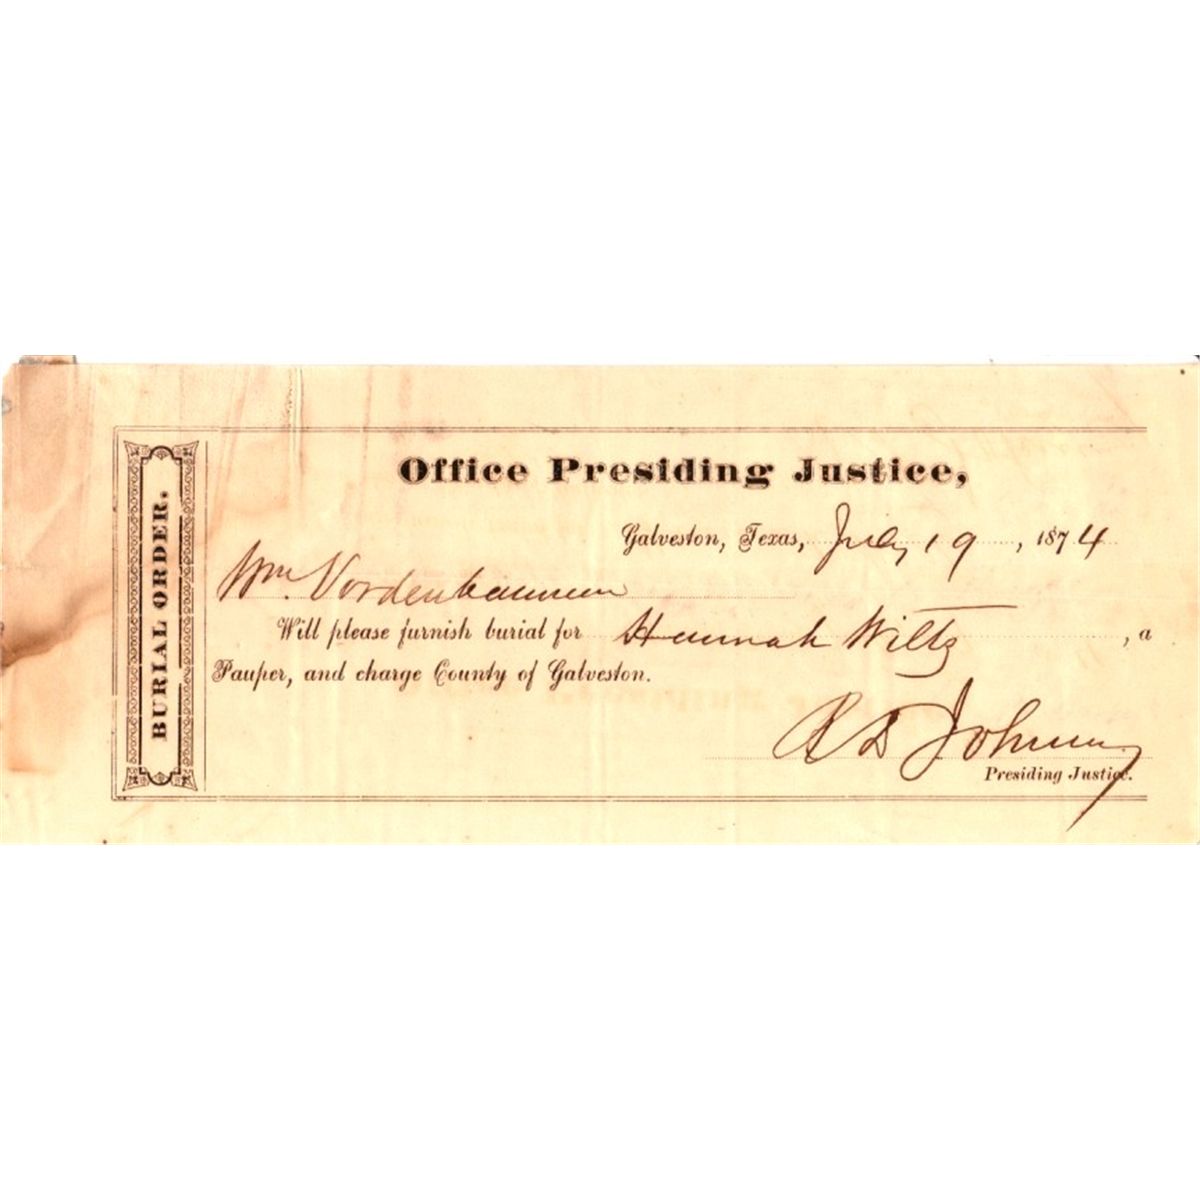 BURIAL ORDER.
Office Presiding Justice,
Galveston, Texas, July 19, 1874
Wm. Vordenbaumen
Will please furnish burial for Hannah Wiltz, a
Pauper, and charge County of Galveston.
R D Johnson
Presiding Justice.